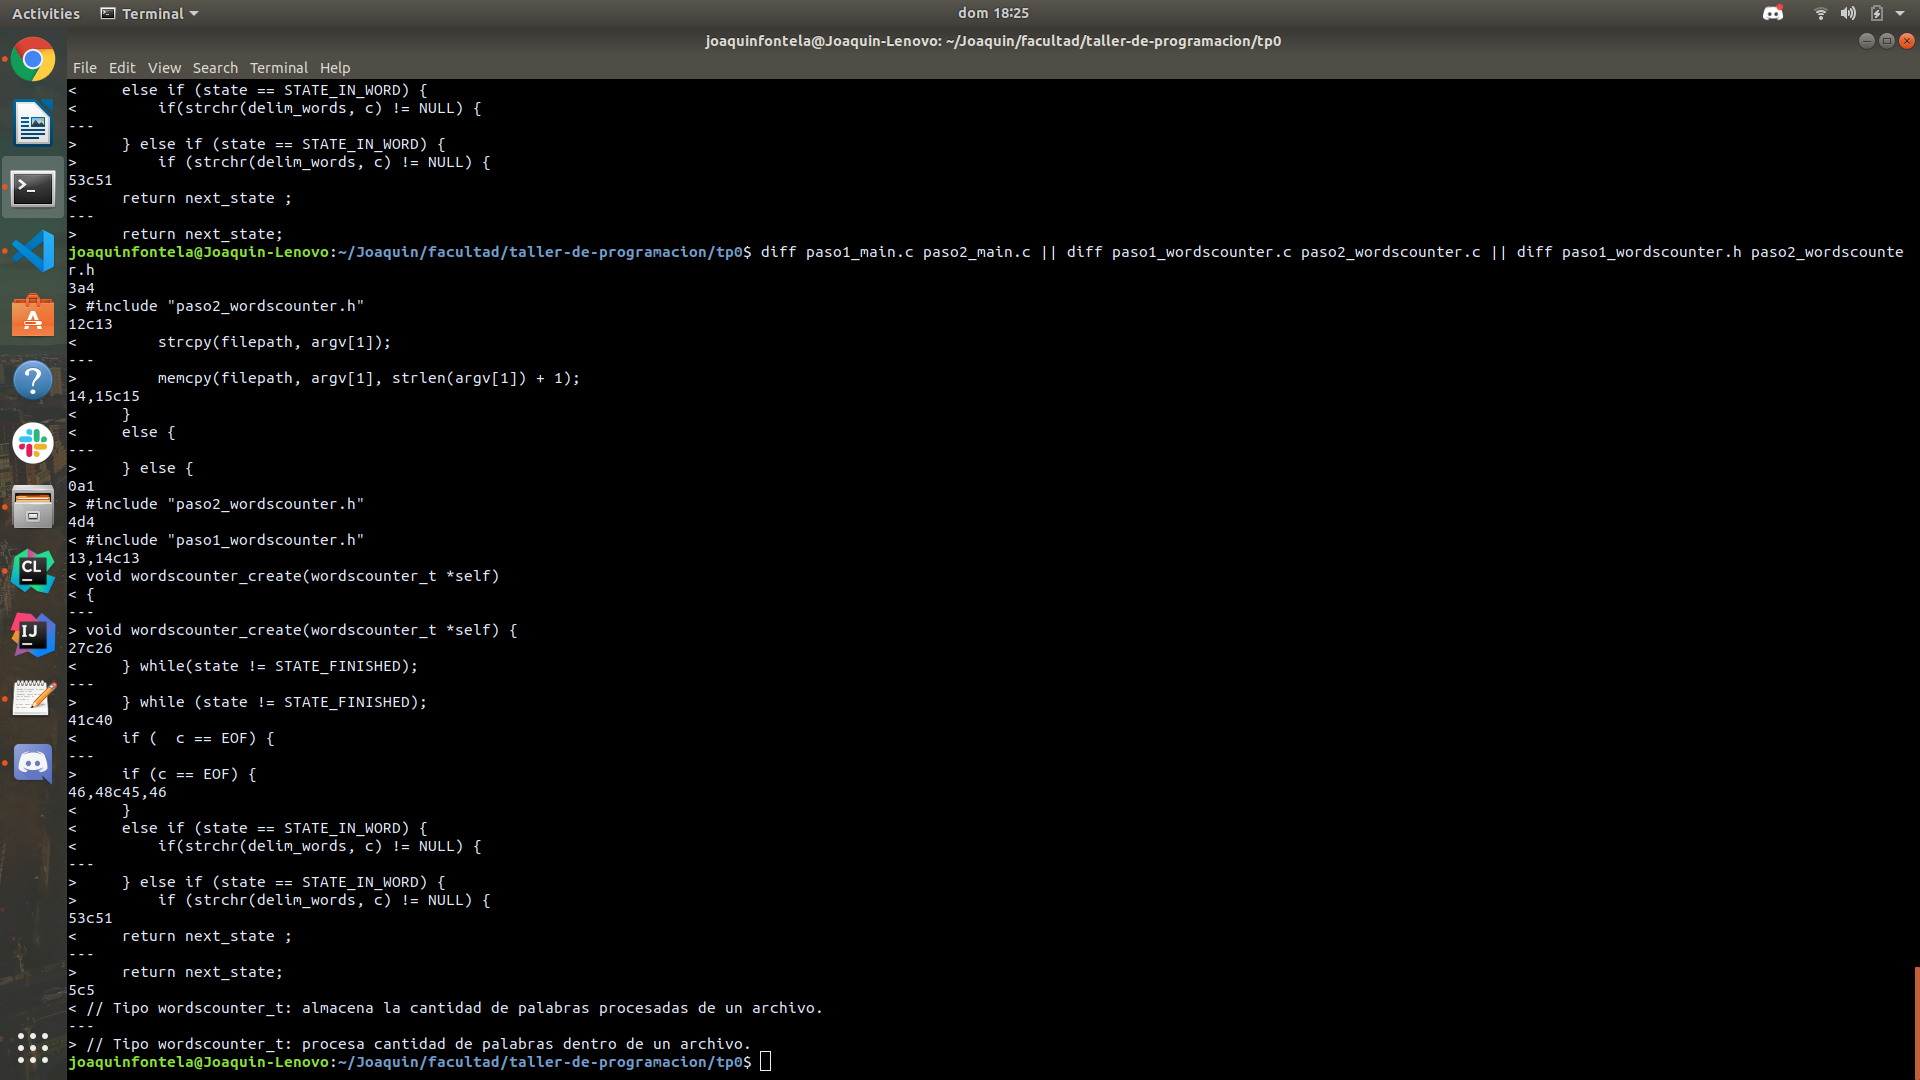 Activities Terminal dom 18:25
joaquinfontela@Joaquin-Lenovo: ~/Joaquin/facultad/taller-de-programacion/tp0
File Edit View Search Terminal Help
<     else if (state == STATE_IN_WORD) {
<         if(strchr(delim_words, c) != NULL) {
---
>     } else if (state == STATE_IN_WORD) {
>         if (strchr(delim_words, c) != NULL) {
53c51
<     return next_state ;
---
>     return next_state;
joaquinfontela@Joaquin-Lenovo:~/Joaquin/facultad/taller-de-programacion/tp0$ diff paso1_main.c paso2_main.c || diff paso1_wordscounter.c paso2_wordscounter.c || diff paso1_wordscounter.h paso2_wordscounte
r.h
3a4
> #include "paso2_wordscounter.h"
12c13
<         strcpy(filepath, argv[1]);
---
>         memcpy(filepath, argv[1], strlen(argv[1]) + 1);
14,15c15
<     }
<     else {
---
>     } else {
0a1
> #include "paso2_wordscounter.h"
4d4
< #include "paso1_wordscounter.h"
13,14c13
< void wordscounter_create(wordscounter_t *self)
< {
---
> void wordscounter_create(wordscounter_t *self) {
27c26
<     } while(state != STATE_FINISHED);
---
>     } while (state != STATE_FINISHED);
41c40
<     if (  c == EOF) {
---
>     if (c == EOF) {
46,48c45,46
<     }
<     else if (state == STATE_IN_WORD) {
<         if(strchr(delim_words, c) != NULL) {
---
>     } else if (state == STATE_IN_WORD) {
>         if (strchr(delim_words, c) != NULL) {
53c51
<     return next_state ;
---
>     return next_state;
5c5
< // Tipo wordscounter_t: almacena la cantidad de palabras procesadas de un archivo.
---
> // Tipo wordscounter_t: procesa cantidad de palabras dentro de un archivo.
joaquinfontela@Joaquin-Lenovo:~/Joaquin/facultad/taller-de-programacion/tp0$
CL
IJ